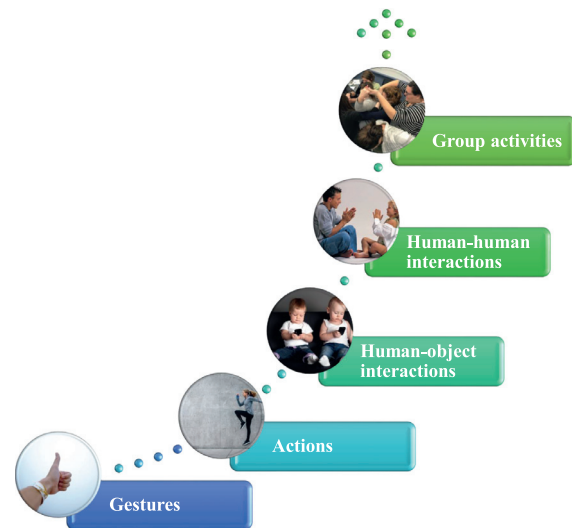 Group activities
Human-human
interactions
Human-object
interactions
Actions
Gestures